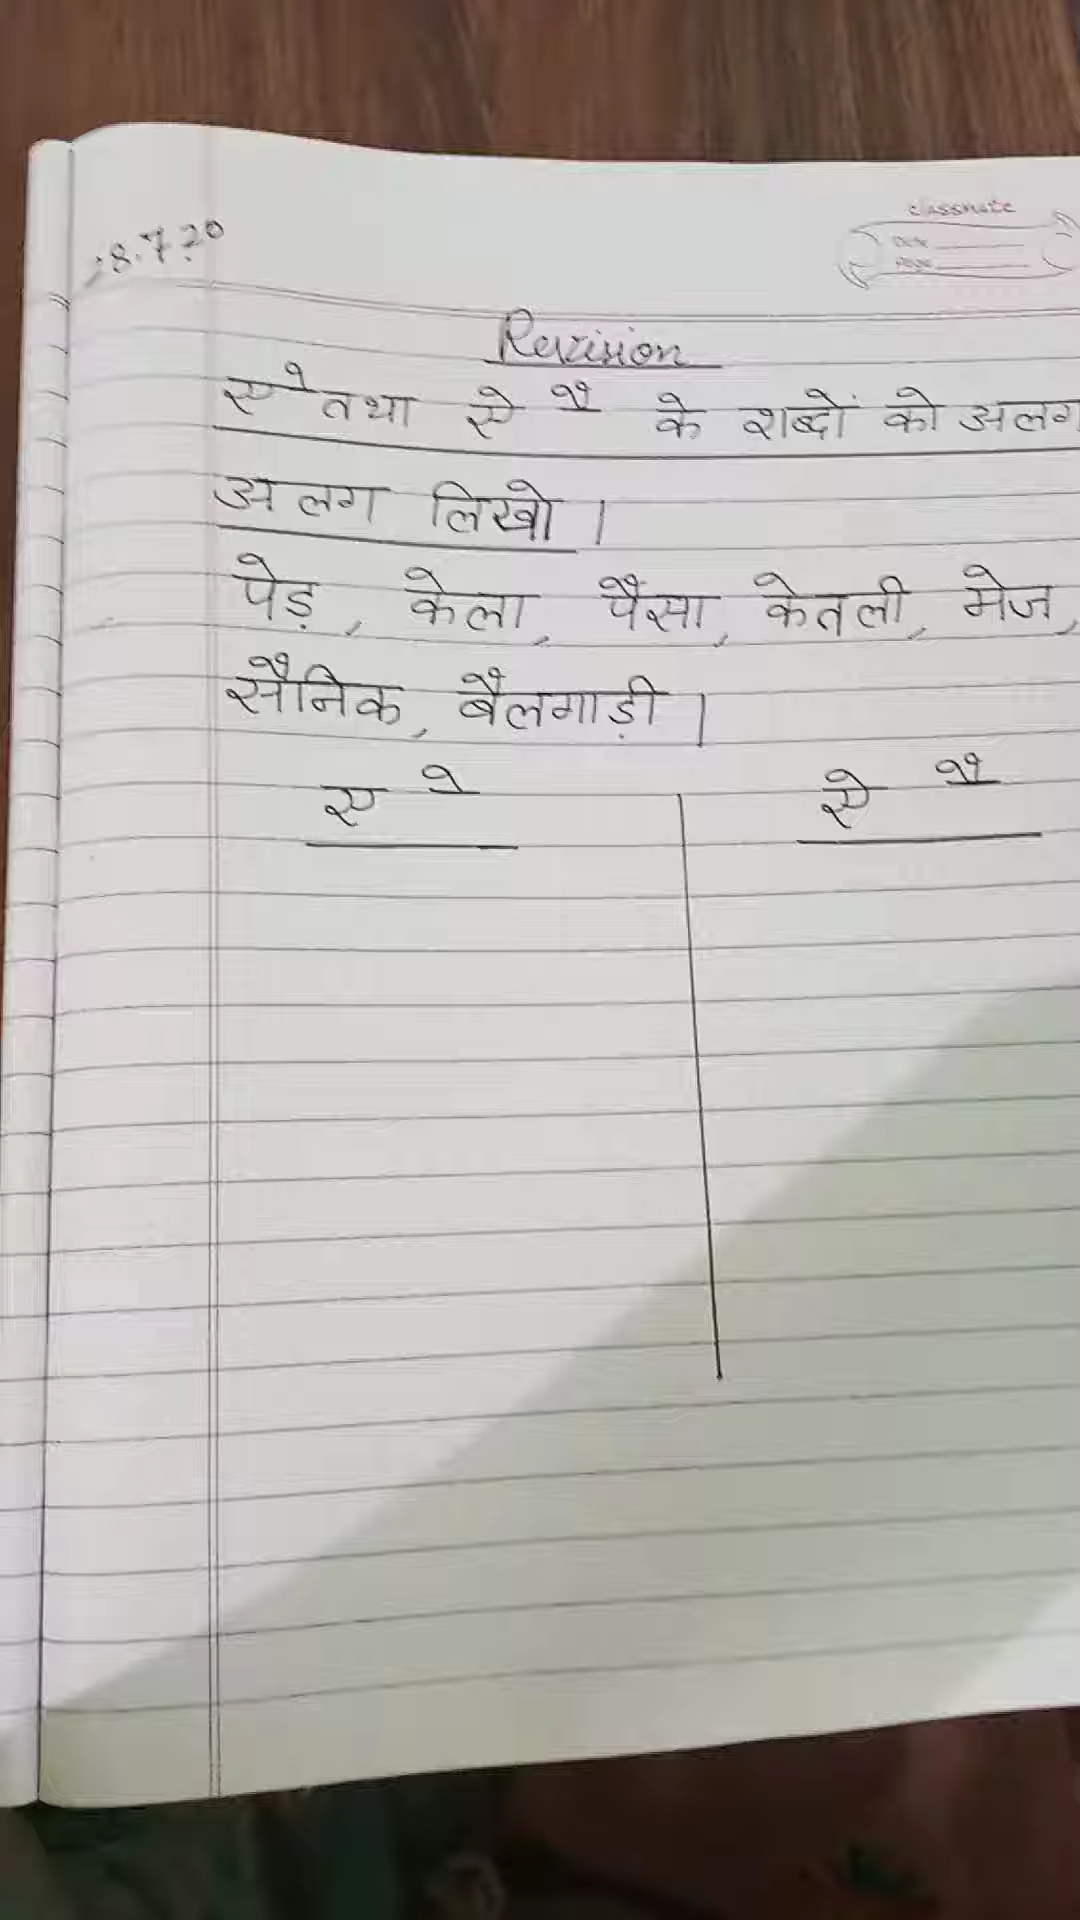 18.7.20
classmate
Date
Page
Revision
ए े तथा ऐ ै के शब्दों को अलग
अलग लिखो ।
पेड़, केला, पैसा, केतली, मेज,
सैनिक, बैलगाड़ी ।
ए े ऐ ै